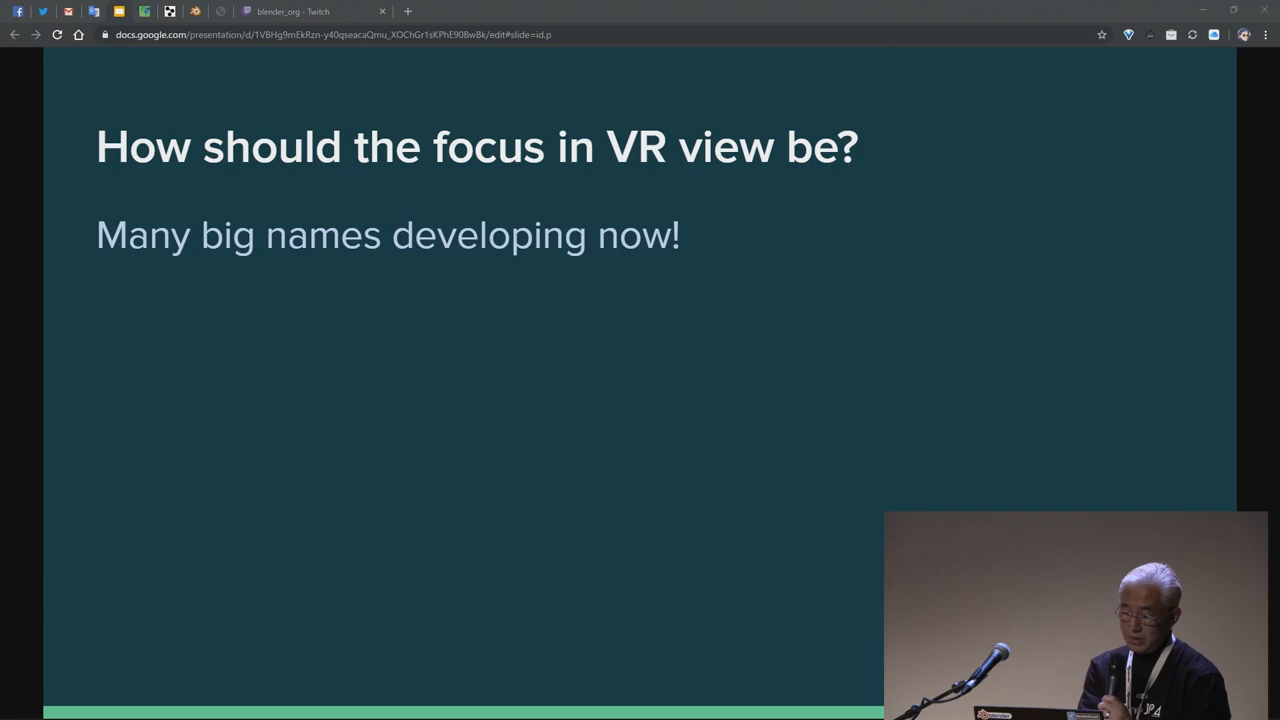 blender_org - Twitch
docs.google.com/presentation/d/1VBHg9mEkRzn-y40qseacaQmu_XOChGr1sKPhE90BwBk/edit#slide=id.p
How should the focus in VR view be?
Many big names developing now!
blender